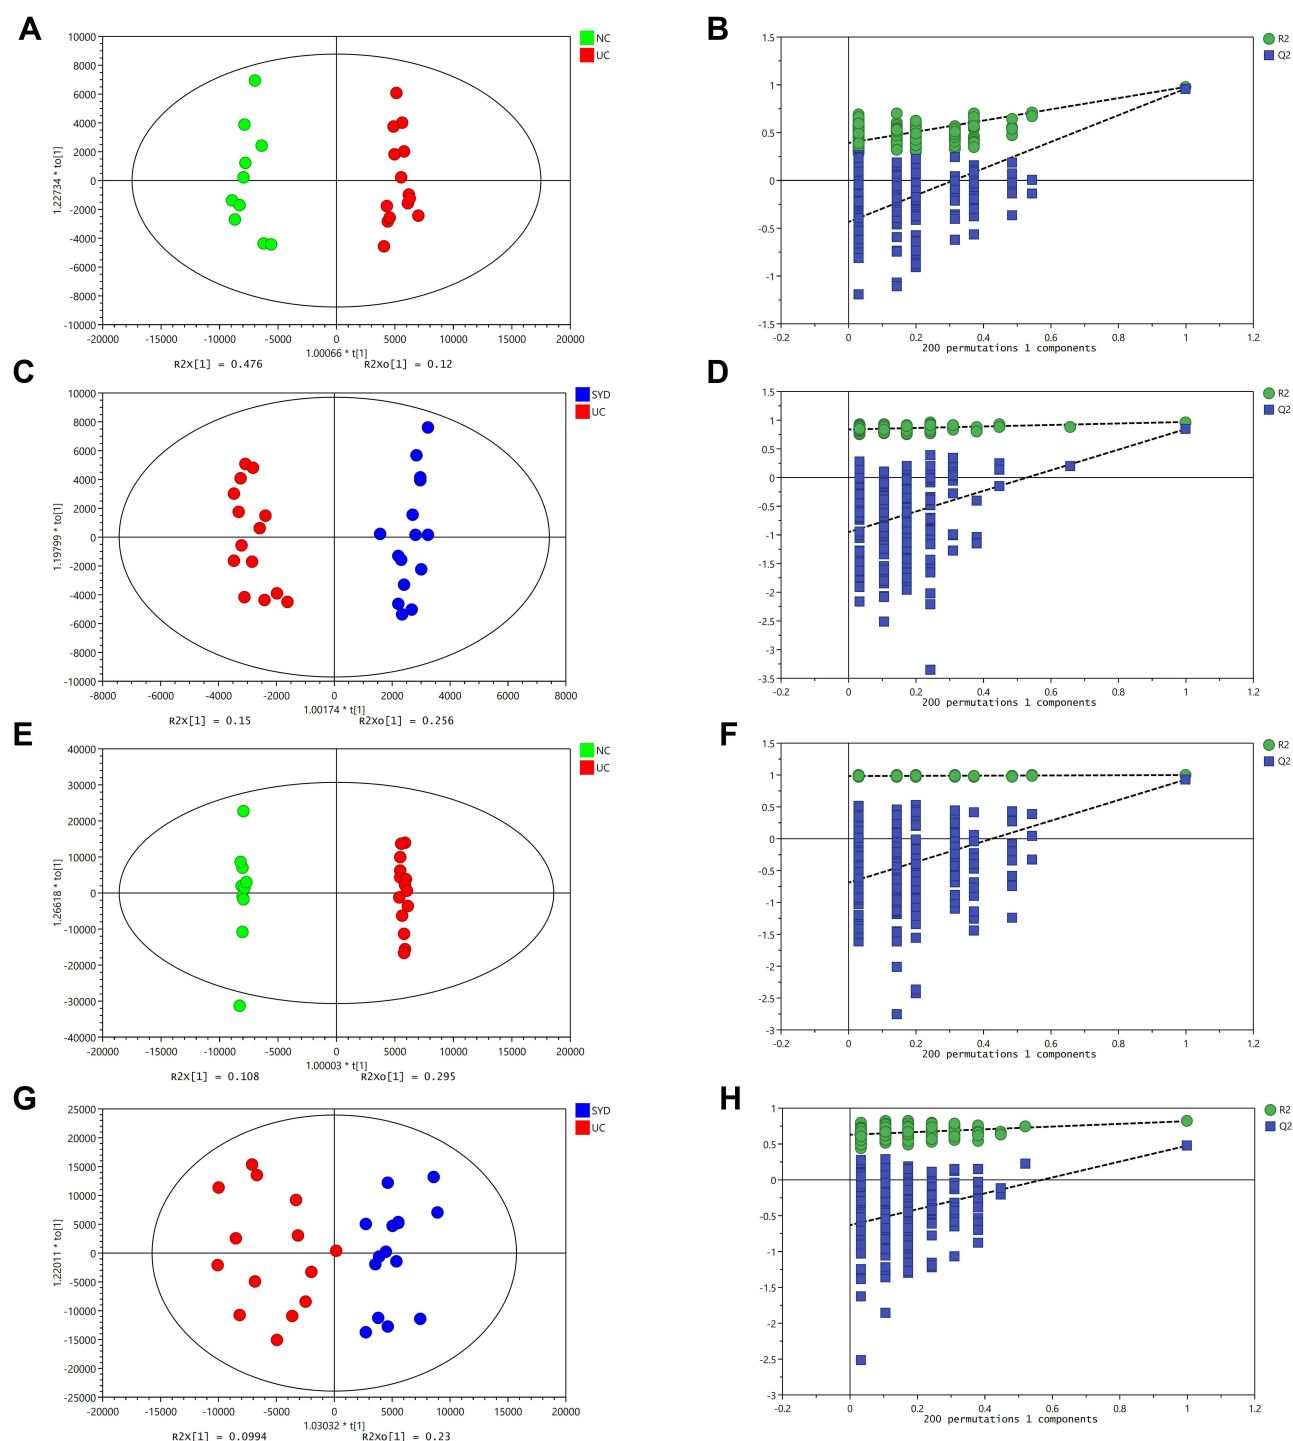 A
10000
8000
6000
4000
2000
0
-2000
-4000
-6000
-8000
-10000
-20000 -15000 -10000 -5000 0 5000 10000 15000 20000
1.22734 * to[1]
1.00066 * t[1]
R2X[1] = 0.476 R2Xo[1] = 0.12
NC
UC
B
1.5
1
0.5
0
-0.5
-1
-1.5
-0.2 0 0.2 0.4 0.6 0.8 1 1.2
200 permutations 1 components
R2
Q2
C
10000
8000
6000
4000
2000
0
-2000
-4000
-6000
-8000
-10000
-8000 -6000 -4000 -2000 0 2000 4000 6000 8000
1.19799 * to[1]
1.00174 * t[1]
R2X[1] = 0.15 R2Xo[1] = 0.256
SYD
UC
D
1.5
1
0.5
0
-0.5
-1
-1.5
-2
-2.5
-3
-3.5
-0.2 0 0.2 0.4 0.6 0.8 1 1.2
200 permutations 1 components
R2
Q2
E
40000
30000
20000
10000
0
-10000
-20000
-30000
-40000
-20000 -15000 -10000 -5000 0 5000 10000 15000 20000
1.26618 * to[1]
1.00003 * t[1]
R2X[1] = 0.108 R2Xo[1] = 0.295
NC
UC
F
1.5
1
0.5
0
-0.5
-1
-1.5
-2
-2.5
-3
-0.2 0 0.2 0.4 0.6 0.8 1 1.2
200 permutations 1 components
R2
Q2
G
25000
20000
15000
10000
5000
0
-5000
-10000
-15000
-20000
-25000
-20000 -15000 -10000 -5000 0 5000 10000 15000 20000
1.22011 * to[1]
1.03032 * t[1]
R2X[1] = 0.0994 R2Xo[1] = 0.23
SYD
UC
H
1
0.5
0
-0.5
-1
-1.5
-2
-2.5
-3
-0.2 0 0.2 0.4 0.6 0.8 1 1.2
200 permutations 1 components
R2
Q2